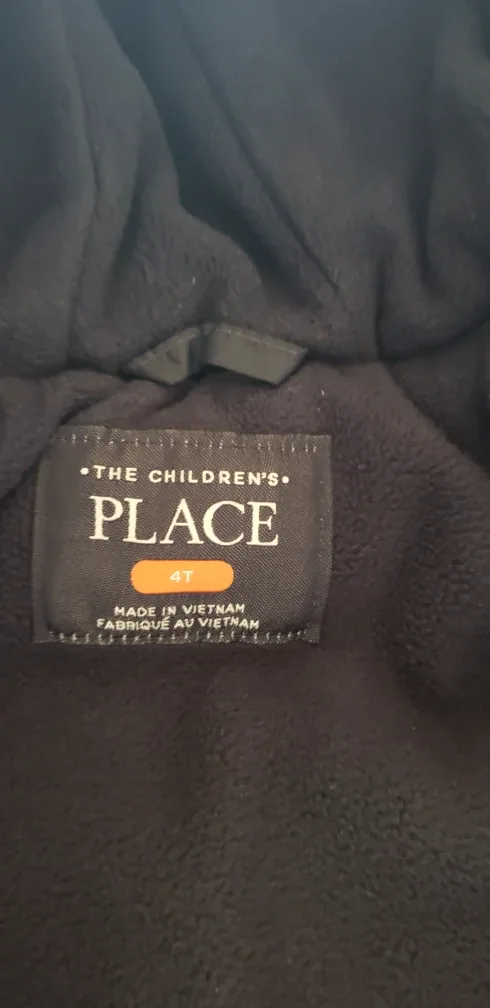 •THE CHILDREN'S•
PLACE
4T
MADE IN VIETNAM
FABRIQUÉ AU VIETNAM